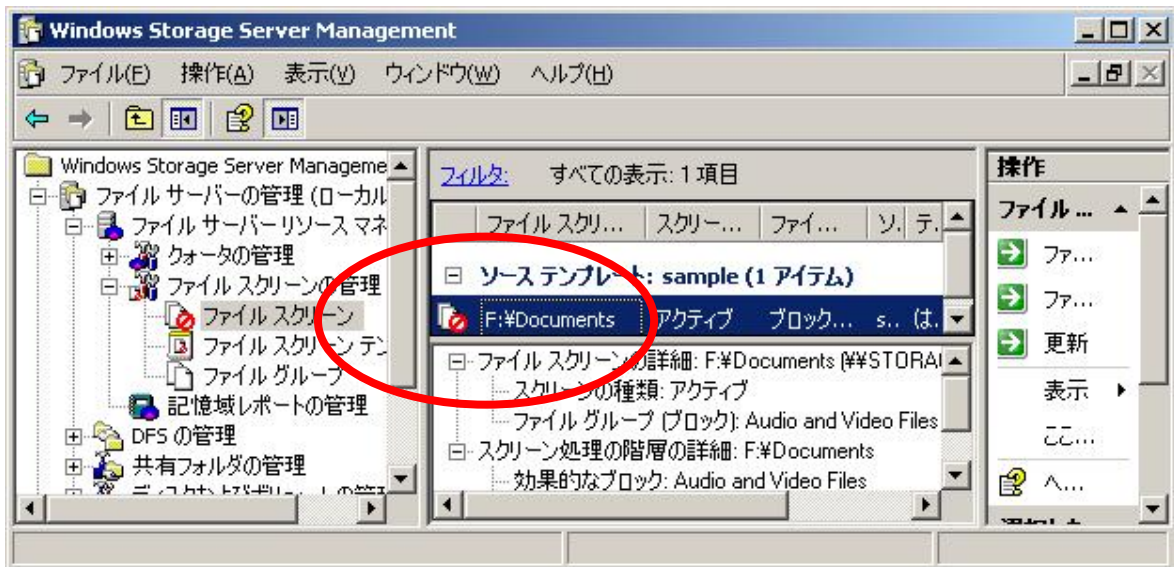 Windows Storage Server Management
ファイル(F) 操作(A) 表示(V) ウィンドウ(W) ヘルプ(H)
Windows Storage Server Manageme
ファイル サーバーの管理 (ローカル
ファイル サーバー リソース マネ
クォータの管理
ファイル スクリーンの管理
ファイル スクリーン
ファイル スクリーン テン
ファイル グループ
記憶域レポートの管理
DFS の管理
共有フォルダの管理
フィルタ: すべての表示: 1 項目
ファイル スクリ... スクリー... ファイ... ソ. テ.
ソース テンプレート: sample (1 アイテム)
F:¥Documents アクティブ ブロック... s.. (は.
ファイル スクリーンの詳細: F:¥Documents (¥¥STORA
スクリーンの種類: アクティブ
ファイル グループ (ブロック): Audio and Video Files
スクリーン処理の階層の詳細: F:¥Documents
効果的なブロック: Audio and Video Files
操作
ファイル ...
ファ...
ファ...
更新
表示
ここ...
ヘ...